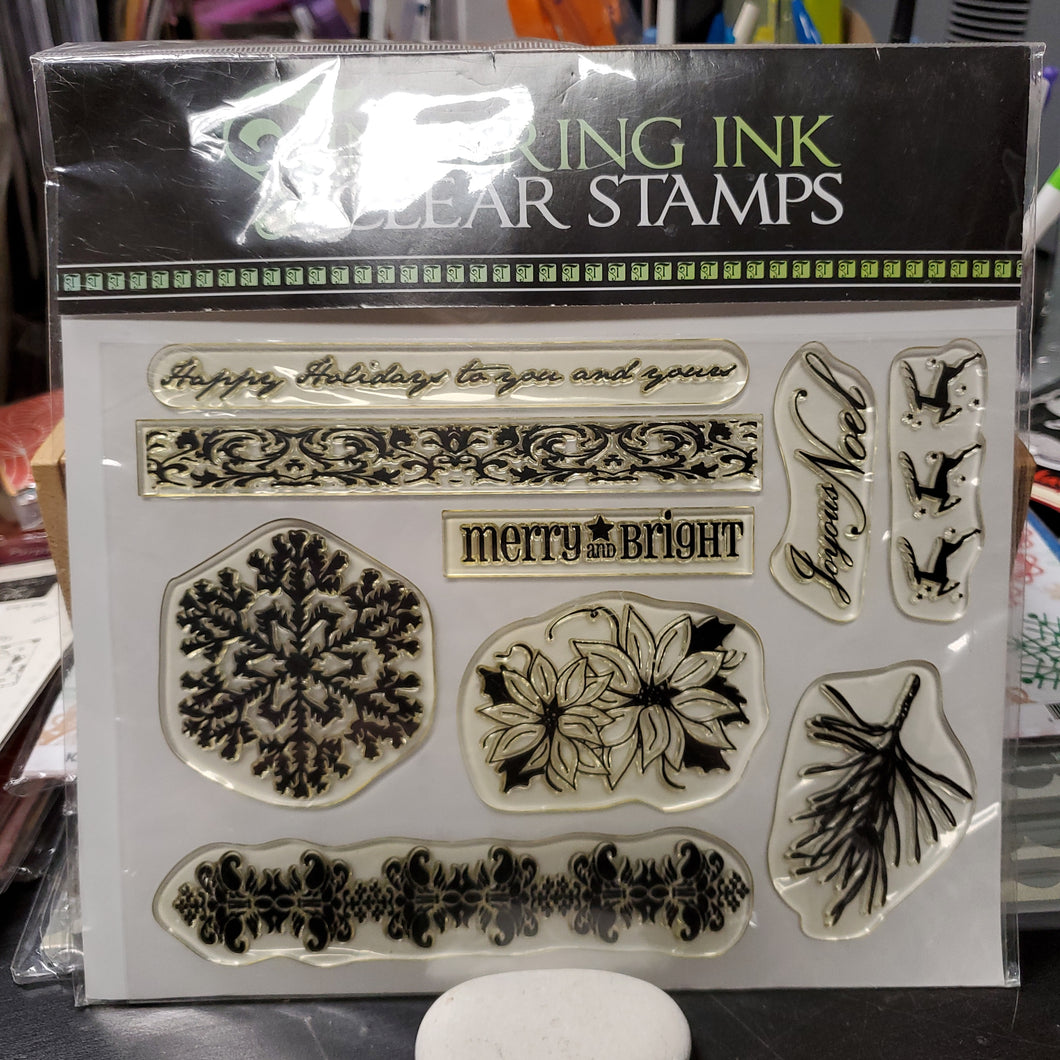 RING INK
CLEAR STAMPS
Happy Holidays to you and yours
merry and BrigHT
Joyous Noel